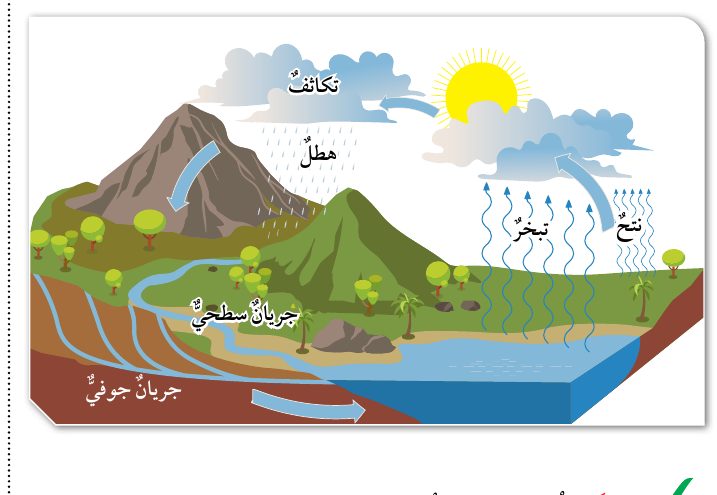 تكاثفٌ
هطلٌ
نتحٌ
تبخرٌ
جريانٌ سطحيٌّ
جريانٌ جوفيٌّ